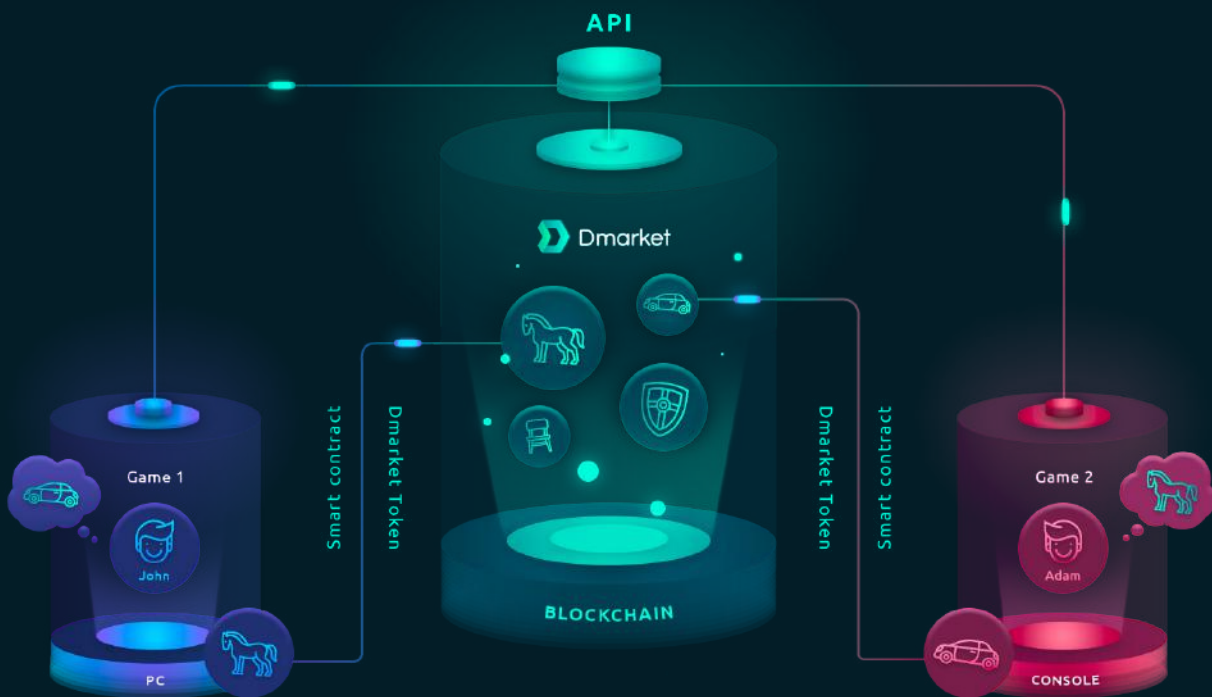 API
Dmarket
Smart contract
Dmarket Token
Dmarket Token
Smart contract
Game 1
John
PC
Game 2
Adam
CONSOLE
BLOCKCHAIN